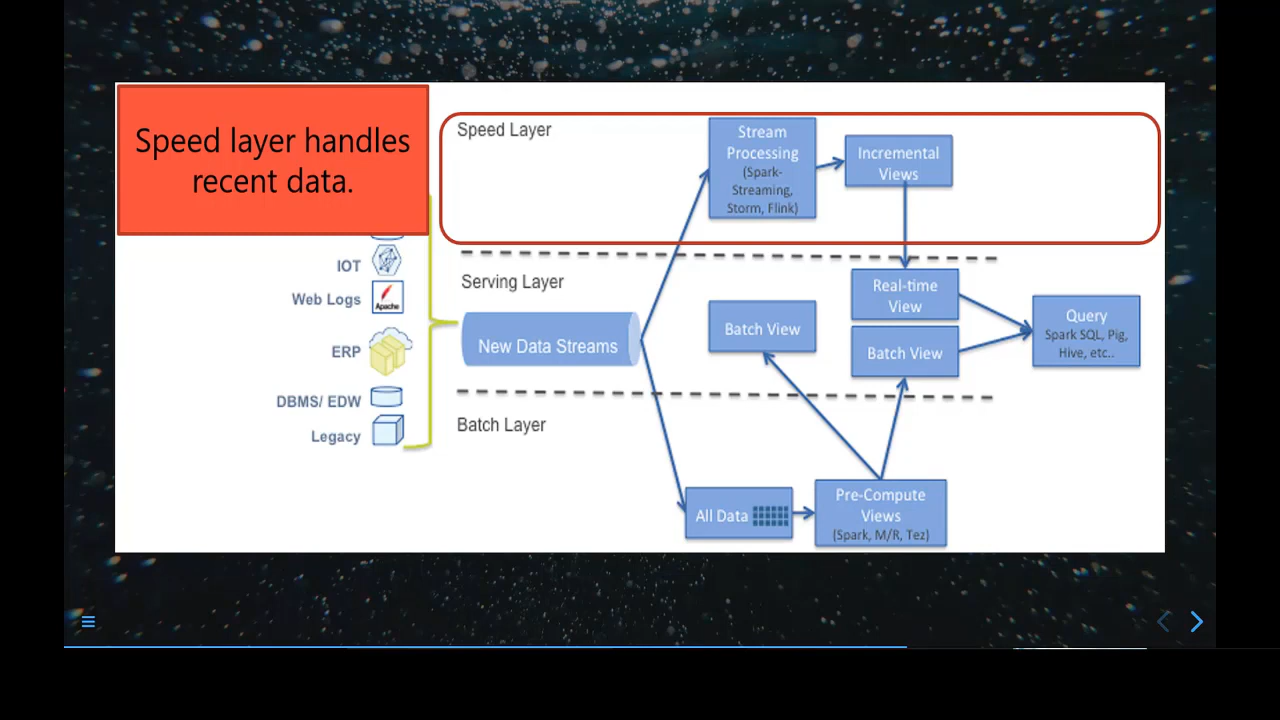 Speed layer handles
recent data.
Speed Layer
Stream
Processing
(Spark-
Streaming,
Storm, Flink)
Incremental
Views
IOT
Web Logs
Apache
ERP
DBMS/ EDW
Legacy
Serving Layer
New Data Streams
Batch View
Real-time
View
Batch View
Query
Spark SQL, Pig,
Hive, etc..
Batch Layer
All Data
Pre-Compute
Views
(Spark, M/R, Tez)